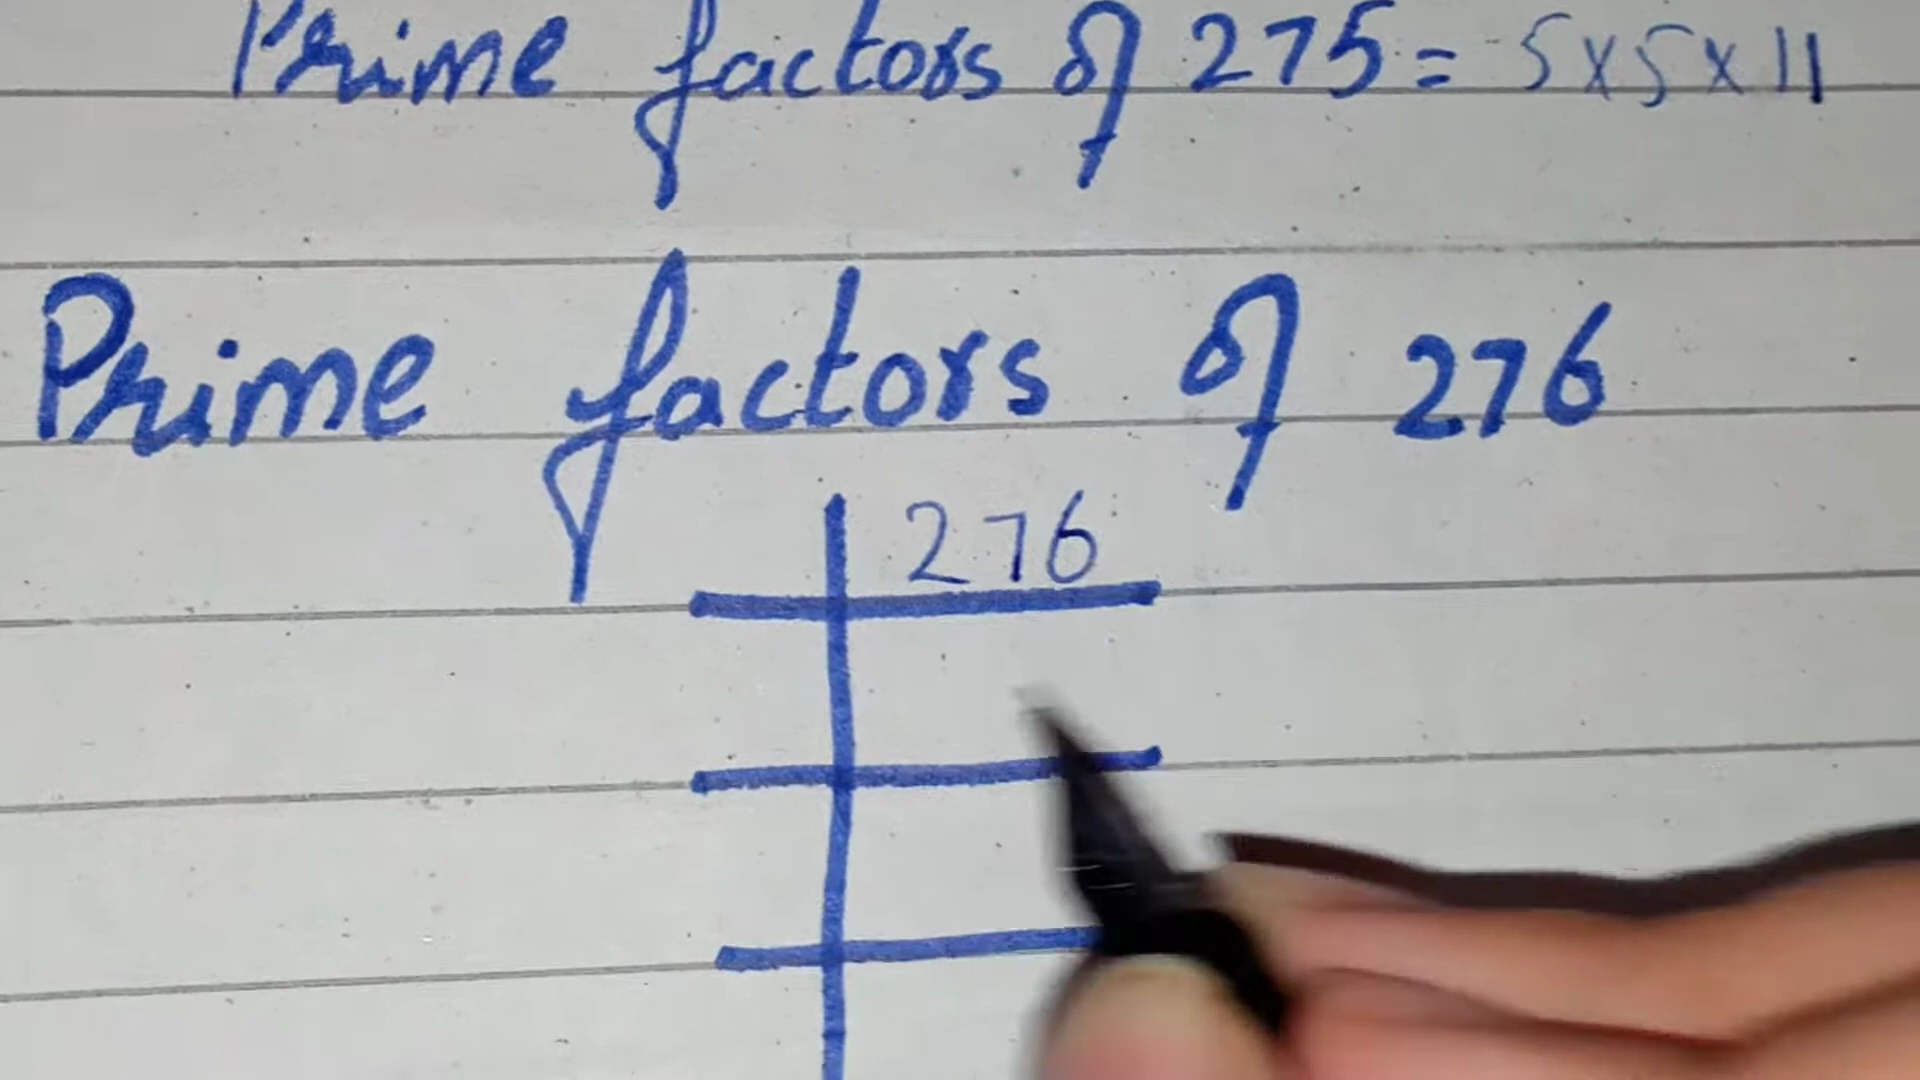 Prime factors of 275 = 5x5x11
Prime factors of 276
276